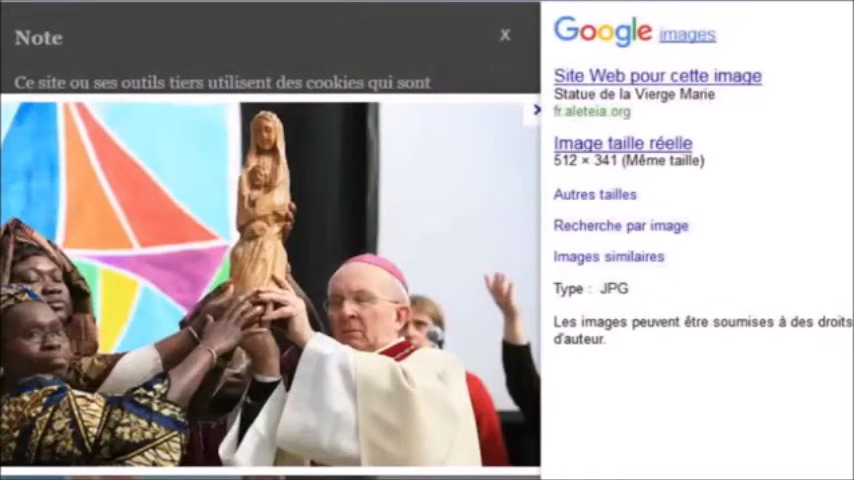 Note
X
Ce site ou ses outils tiers utilisent des cookies qui sont
Google images
Site Web pour cette image
Statue de la Vierge Marie
fr.aleteia.org
Image taille réelle
512 × 341 (Même taille)
Autres tailles
Recherche par image
Images similaires
Type : JPG
Les images peuvent être soumises à des droits
d'auteur.